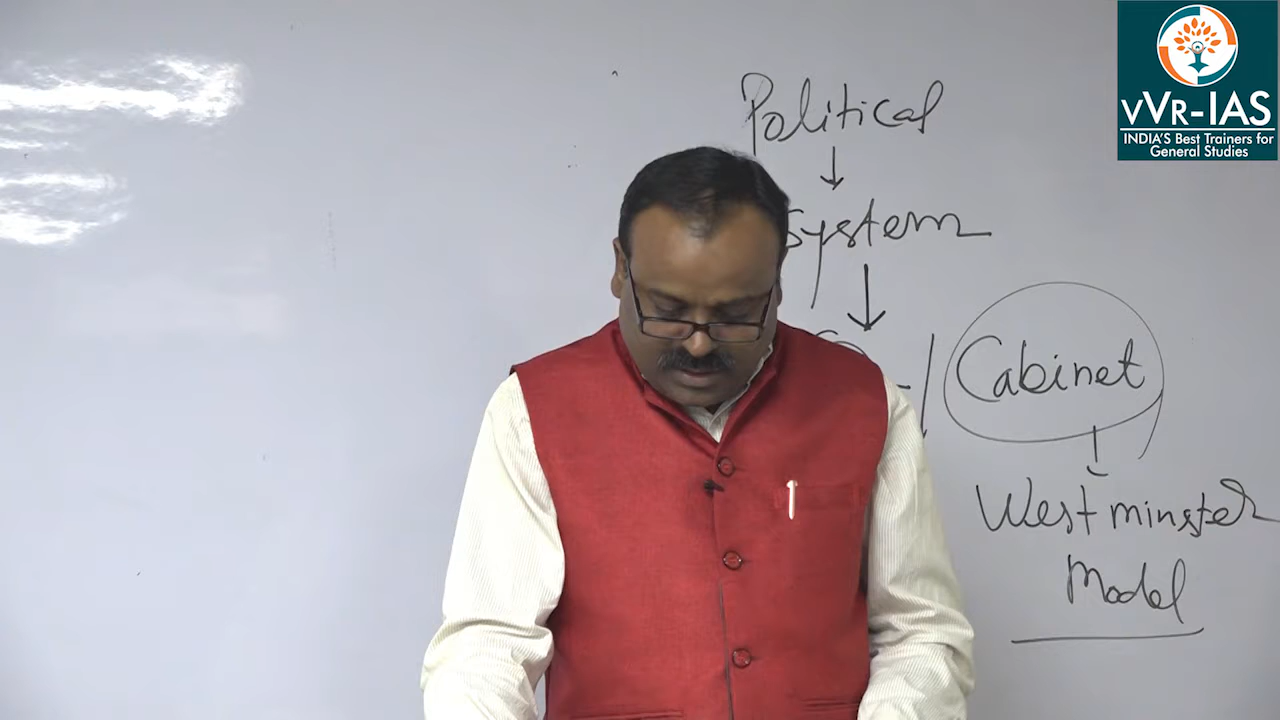 Political
System
Cabinet
Westminster
Model
vVR-IAS
INDIA'S Best Trainers for
General Studies